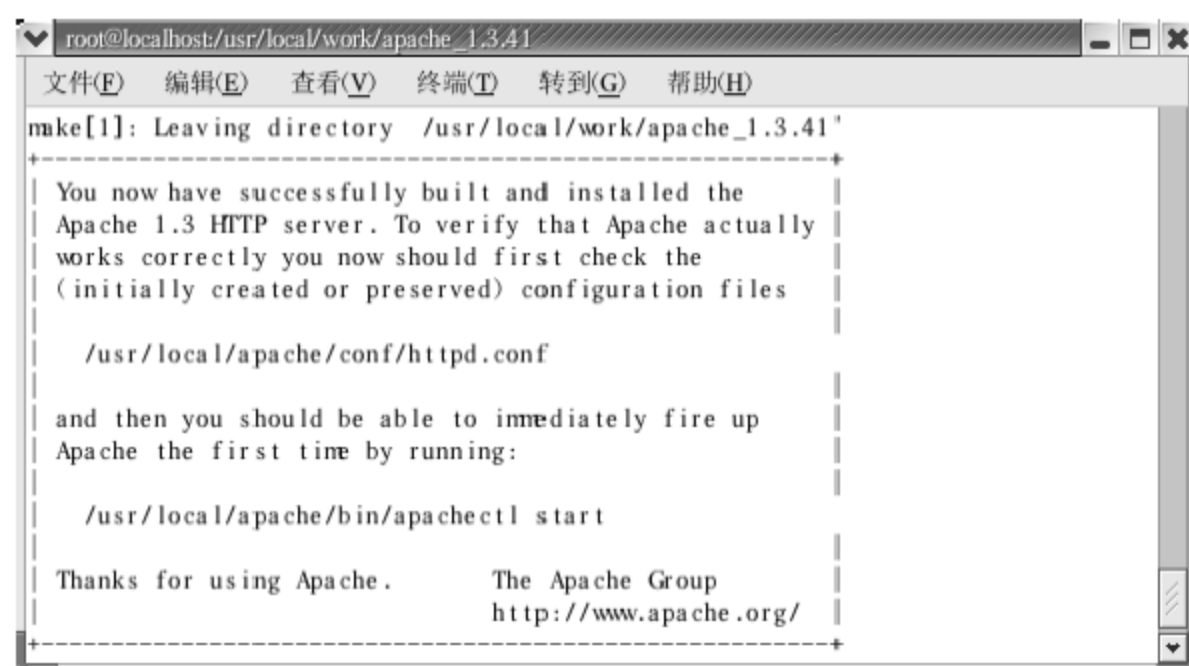 root@localhost:/usr/local/work/apache_1.3.41
文件(F) 编辑(E) 查看(V) 终端(T) 转到(G) 帮助(H)
make[1]: Leaving directory /usr/local/work/apache_1.3.41'
+--------------------------------------------------------+
| You now have successfully built and installed the |
| Apache 1.3 HTTP server. To verify that Apache actually |
| works correctly you now should first check the |
| (initially created or preserved) configuration files |
| |
| /usr/local/apache/conf/httpd.conf
| |
| and then you should be able to immediately fire up |
| Apache the first time by running: |
| |
| /usr/local/apache/bin/apachectl start
| |
| Thanks for using Apache. The Apache Group |
| http://www.apache.org/ |
+--------------------------------------------------------+